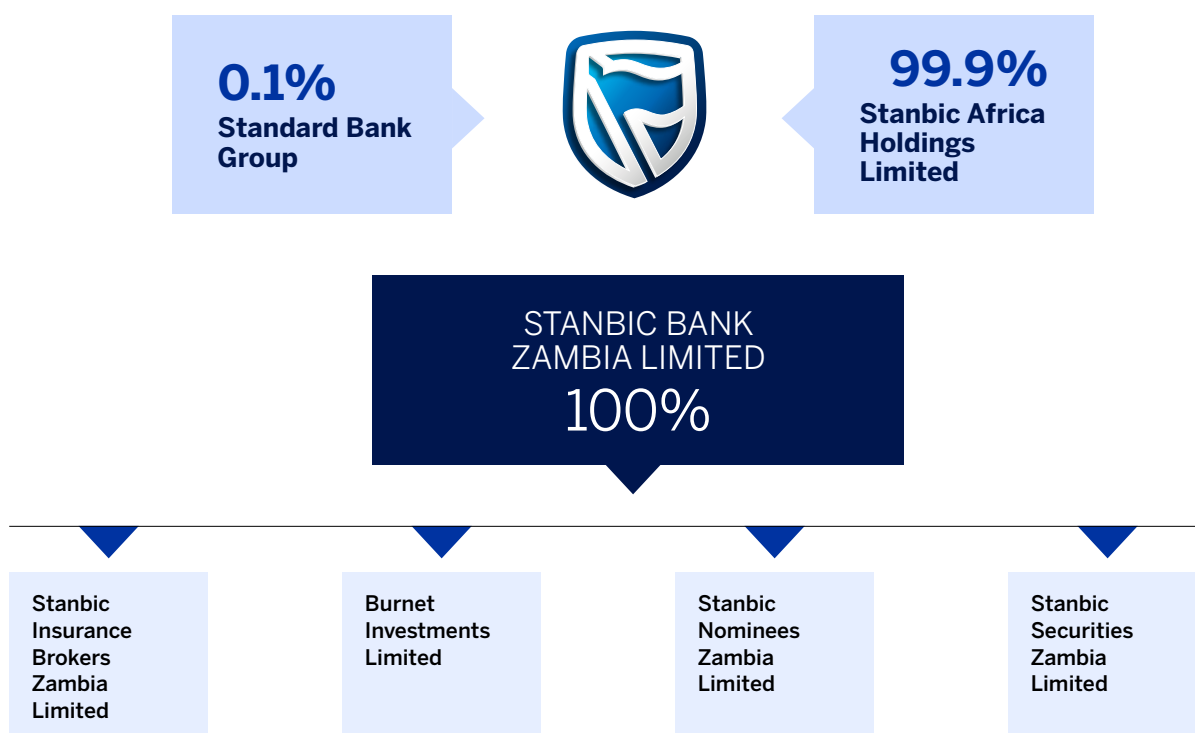 0.1%
Standard Bank
Group
99.9%
Stanbic Africa
Holdings
Limited
STANBIC BANK
ZAMBIA LIMITED
100%
Stanbic
Insurance
Brokers
Zambia
Limited
Burnet
Investments
Limited
Stanbic
Nominees
Zambia
Limited
Stanbic
Securities
Zambia
Limited